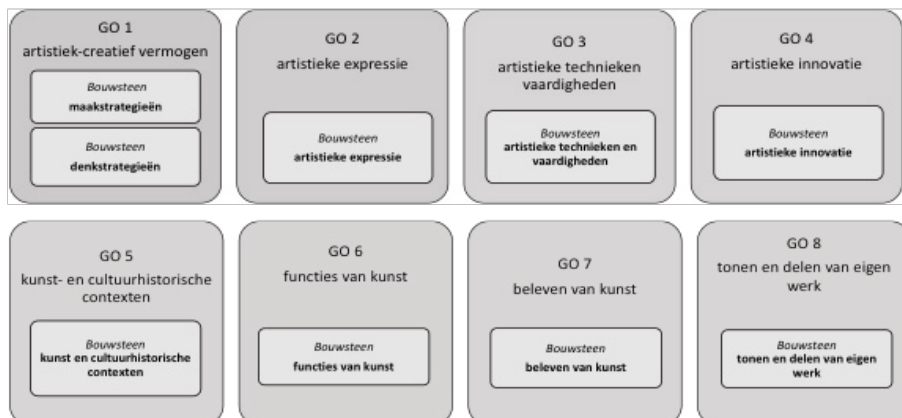 GO 1
artistiek-creatief vermogen
Bouwsteen
maakstrategieën
Bouwsteen
denkstrategieën
GO 2
artistieke expressie
Bouwsteen
artistieke expressie
GO 3
artistieke technieken
vaardigheden
Bouwsteen
artistieke technieken en
vaardigheden
GO 4
artistieke innovatie
Bouwsteen
artistieke innovatie
GO 5
kunst- en cultuurhistorische
contexten
Bouwsteen
kunst en cultuurhistorische
contexten
GO 6
functies van kunst
Bouwsteen
functies van kunst
GO 7
beleven van kunst
Bouwsteen
beleven van kunst
GO 8
tonen en delen van eigen
werk
Bouwsteen
tonen en delen van eigen
werk